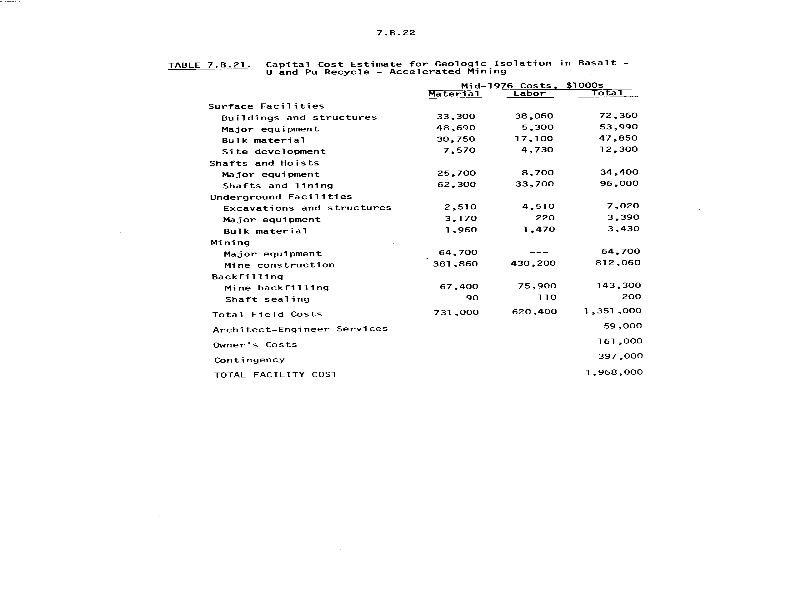 7.B.22
TABLE 7.B.21. Capital Cost Estimate for Geologic Isolation in Basalt -
U and Pu Recycle - Accelerated Mining
Mid-1976 Costs, $1000s
Material Labor Total
Surface Facilities
Buildings and structures 33,300 38,060 72,360
Major equipment 48,690 5,300 53,990
Bulk material 30,750 17,100 47,850
Site development 7,570 4,730 12,300
Shafts and Hoists
Major equipment 25,700 8,700 34,400
Shafts and lining 62,300 33,700 96,000
Underground Facilities
Excavations and structures 2,510 4,510 7,020
Major equipment 3,170 220 3,390
Bulk material 1,960 1,470 3,430
Mining
Major equipment 64,700 --- 64,700
Mine construction 381,860 430,200 812,060
Backfilling
Mine backfilling 67,400 75,900 143,300
Shaft sealing 90 110 200
Total Field Costs 731,000 620,400 1,351,000
Architect-Engineer Services 59,000
Owner's Costs 161,000
Contingency 397,000
TOTAL FACILITY COST 1,968,000